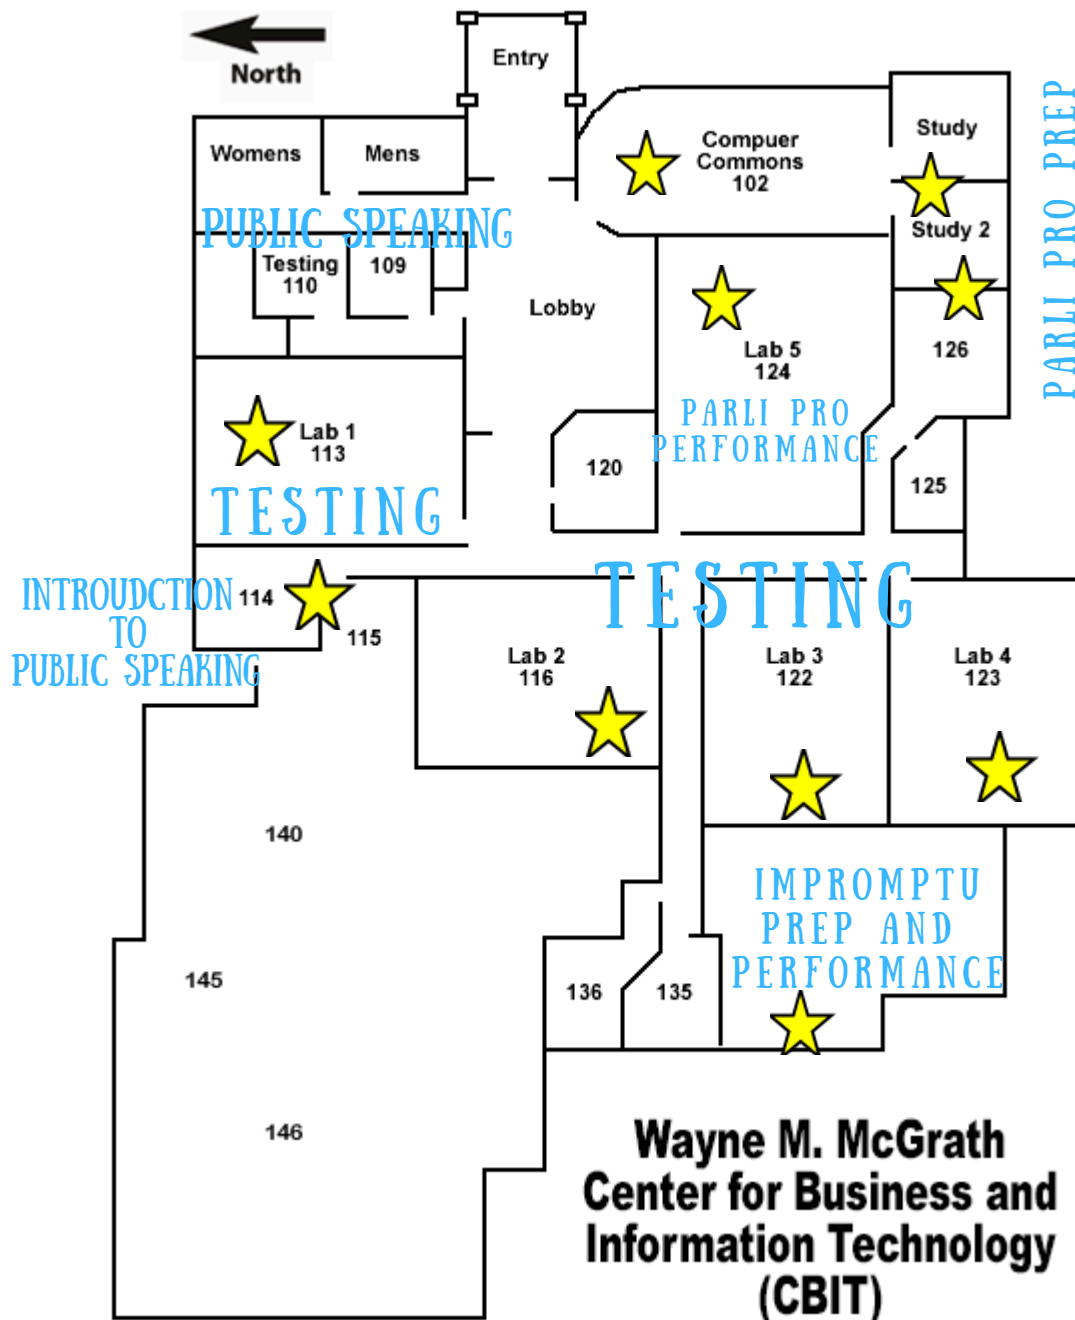 North
Entry
Womens
Mens
Compuer
Commons
102
Study
PARLI PRO PREP
PUBLIC SPEAKING
Study 2
Testing
110
109
Lobby
Lab 5
124
126
PARLI PRO
PERFORMANCE
Lab 1
113
120
125
TESTING
TESTING
INTROUDCTION
TO
PUBLIC SPEAKING
114
115
Lab 2
116
Lab 3
122
Lab 4
123
140
IMPROMPTU
PREP AND
PERFORMANCE
145
136
135
146
Wayne M. McGrath
Center for Business and
Information Technology
(CBIT)